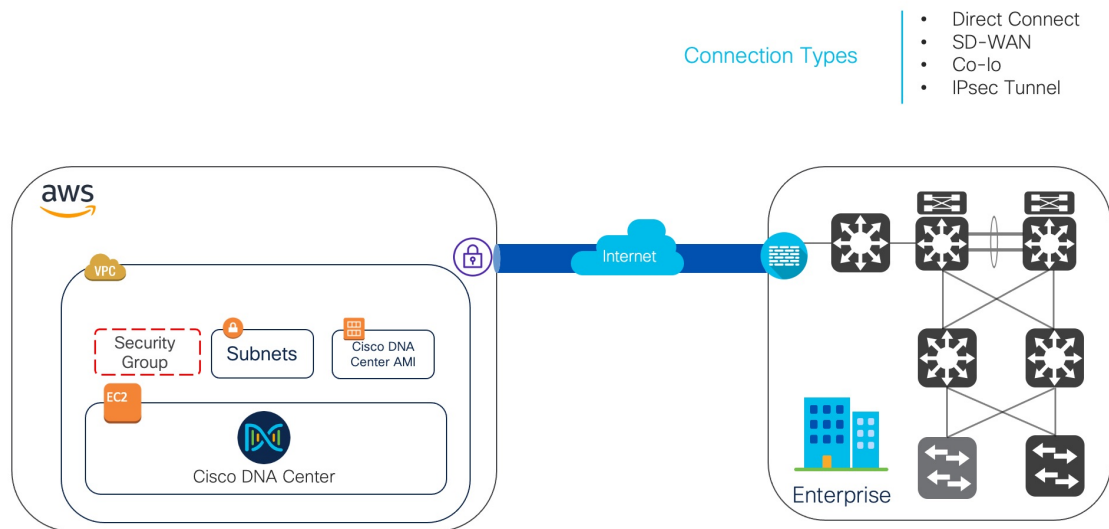 Connection Types
• Direct Connect
• SD-WAN
• Co-lo
• IPsec Tunnel
aws
VPC
Internet
Security
Group
Subnets
Cisco DNA
Center AMI
EC2
Cisco DNA Center
Enterprise